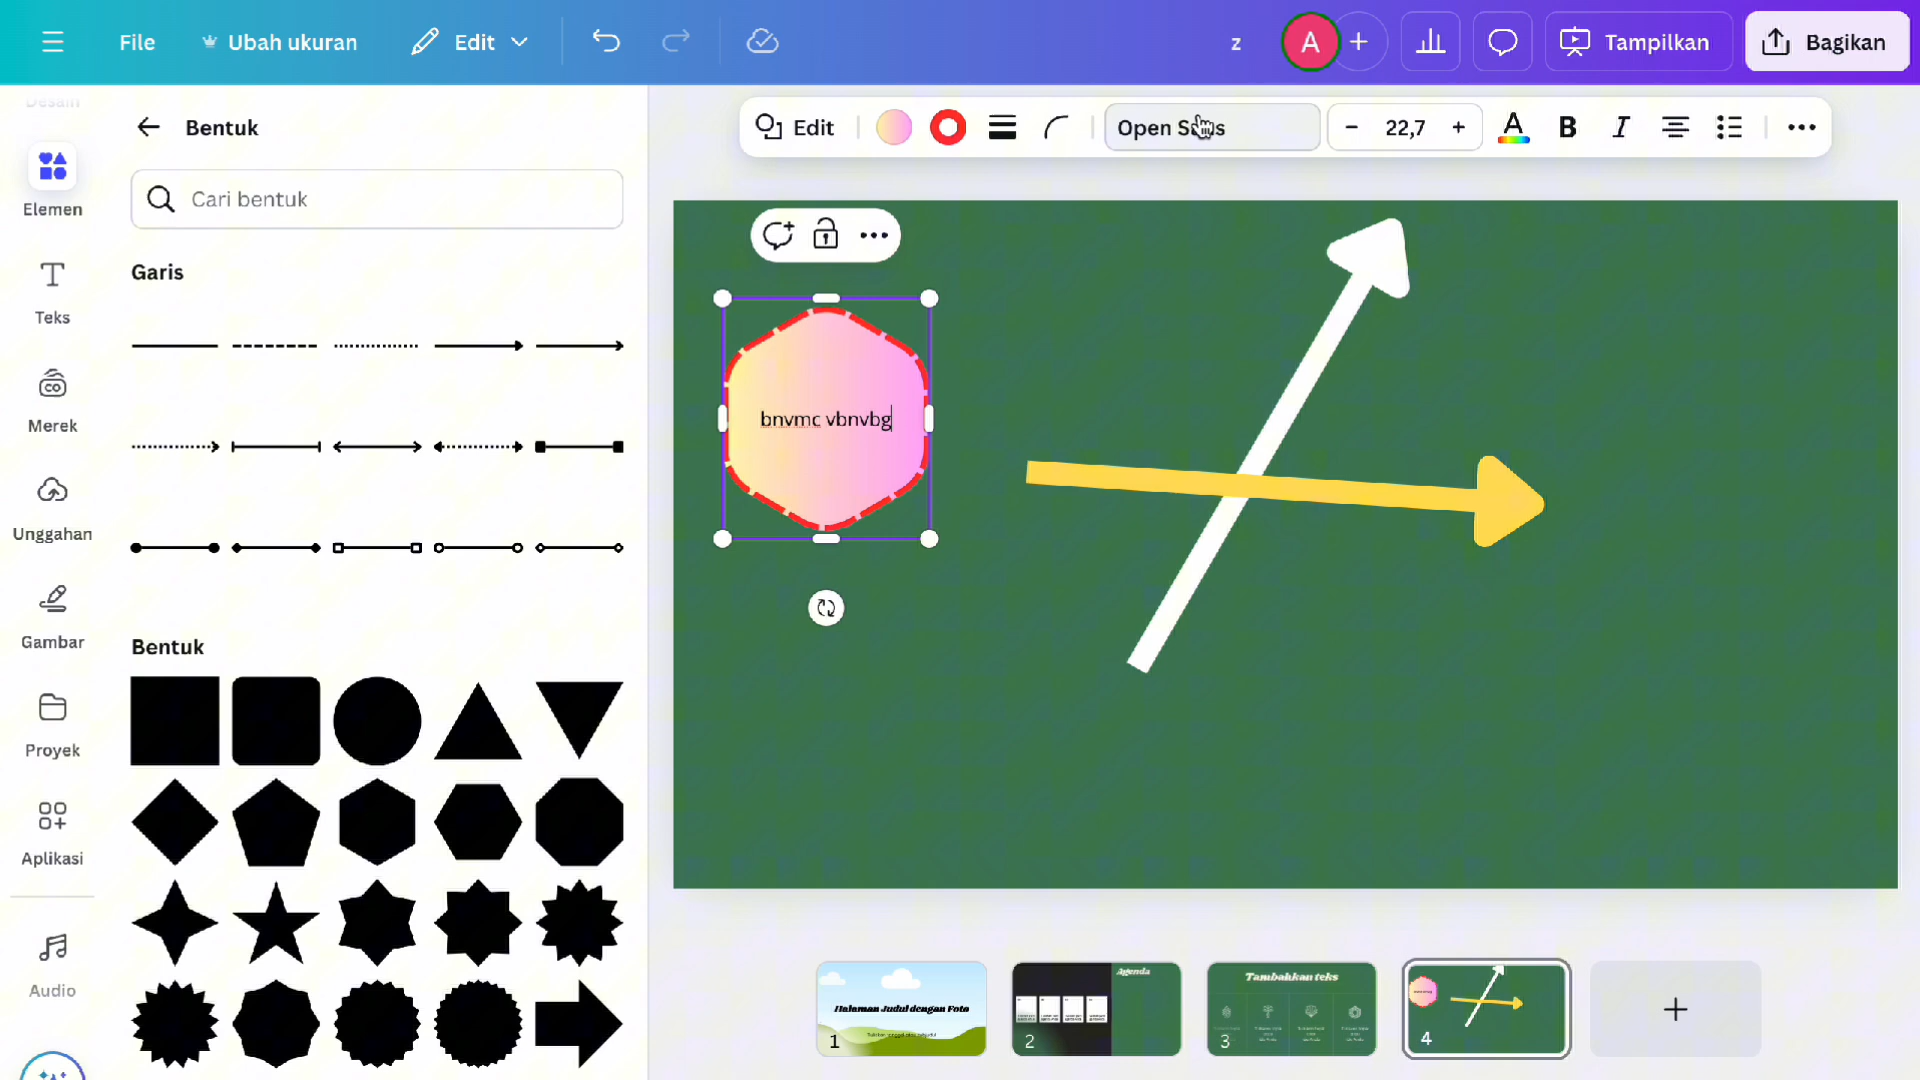 File
Ubah ukuran
Edit
z
A
Tampilkan
Bagikan
Desain
Elemen
Teks
Merek
Unggahan
Gambar
Proyek
Aplikasi
Audio
Bentuk
Cari bentuk
Garis
Bentuk
Edit
Open
22,7
A
B
I
bnvmc vbnvbg
Halaman Judul dengan Foto
1
Agenda
2
Tambahkan teks
3
4